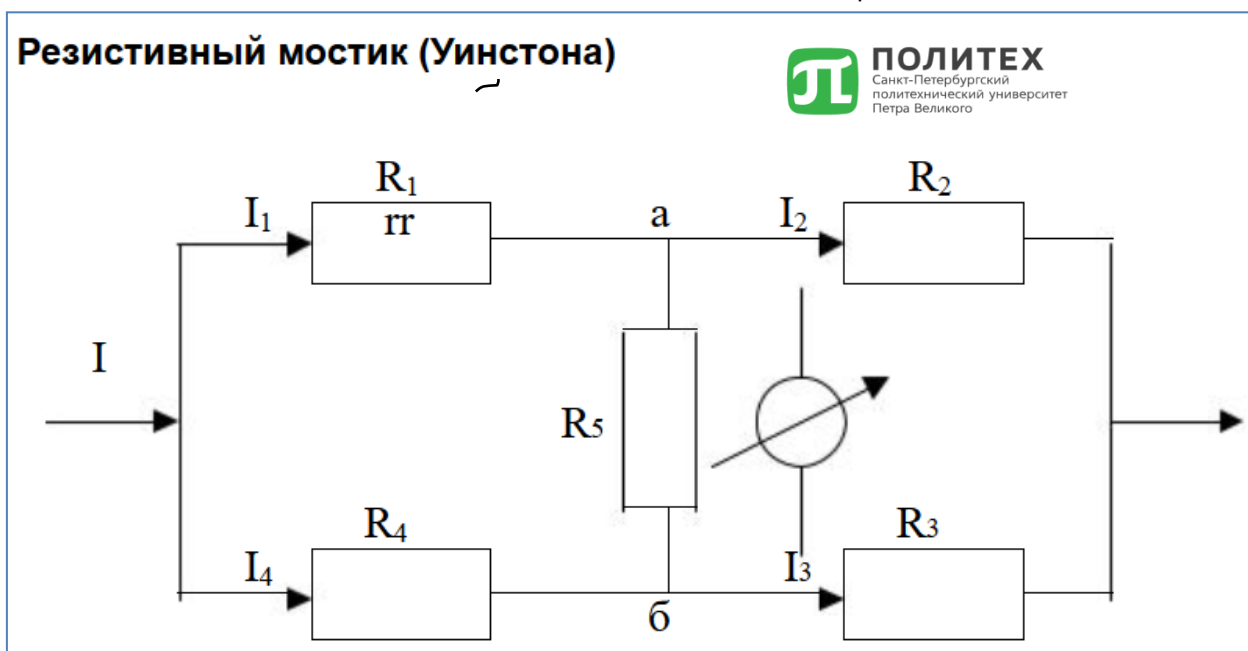 Резистивный мостик (Уинстона)
ПОЛИТЕХ
Санкт-Петербургский
политехнический университет
Петра Великого
R₁
R₂
I₁
rr
а
I₂
I
R₅
R₄
R₃
I₄
I₃
б